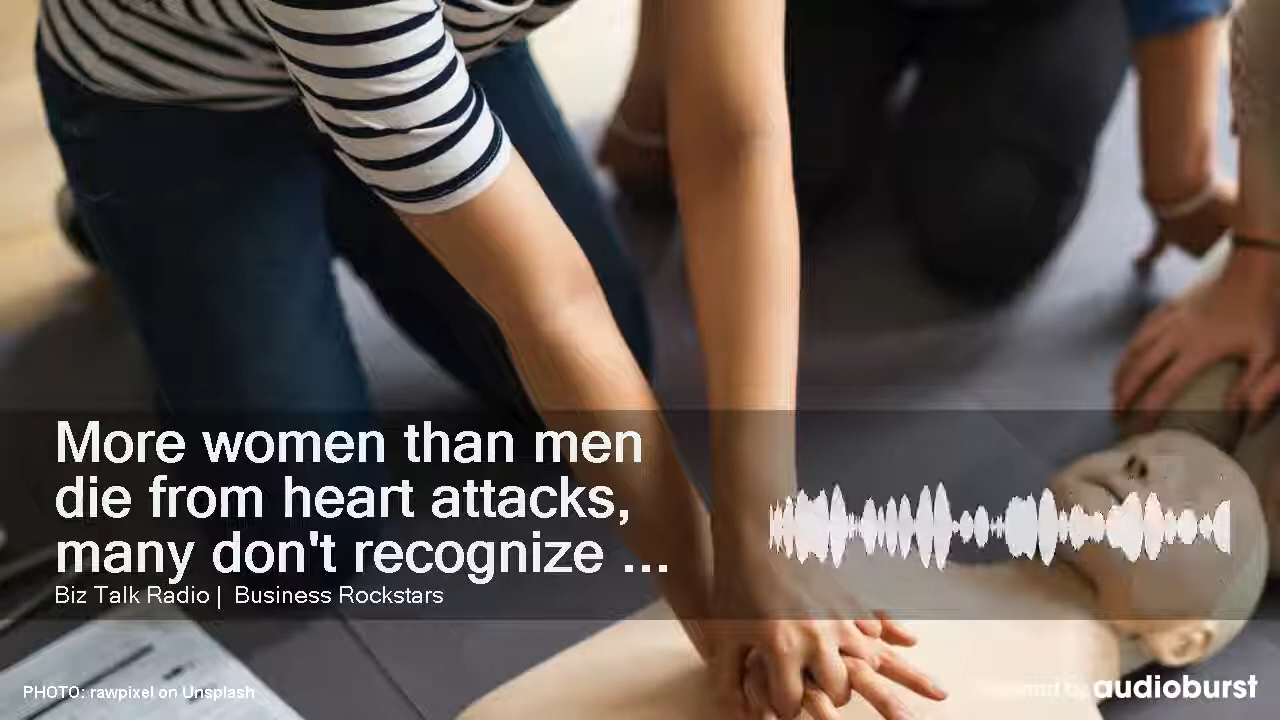 More women than men
die from heart attacks,
many don't recognize ...
Biz Talk Radio | Business Rockstars
PHOTO: rawpixel on Unsplash
audioburst